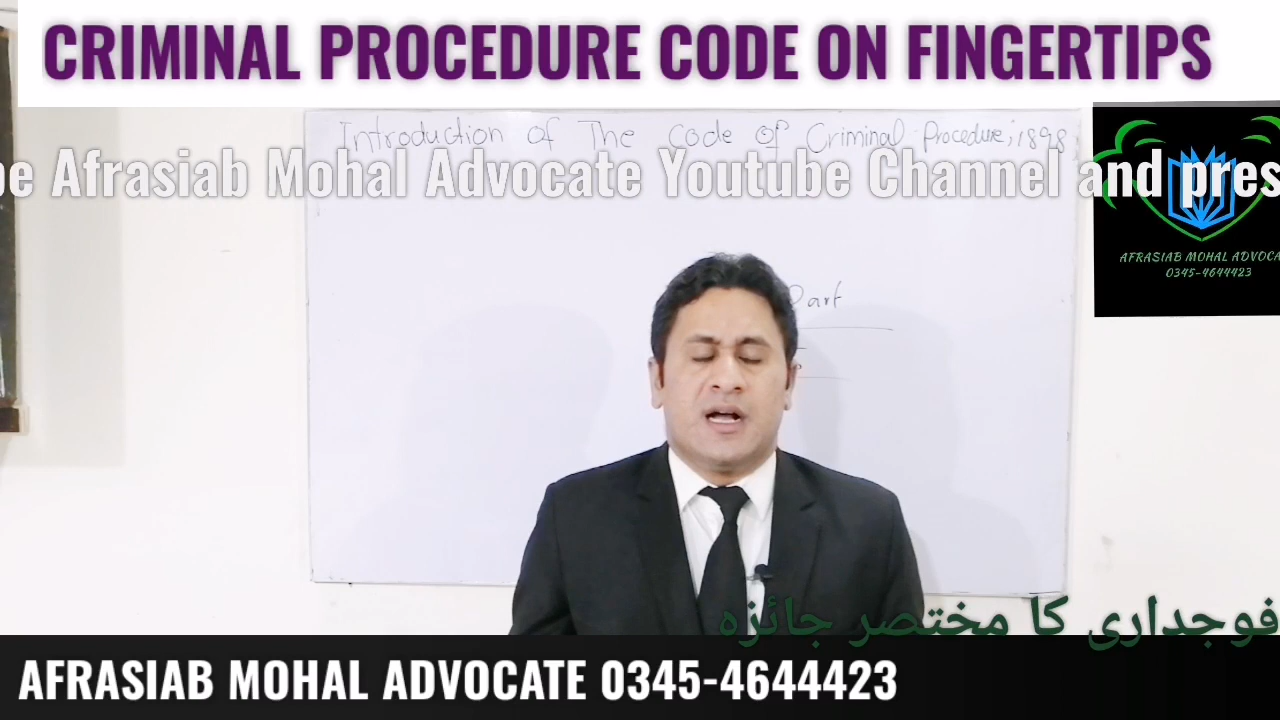 CRIMINAL PROCEDURE CODE ON FINGERTIPS
Introduction of The Code of Criminal Procedure, 1898
be Afrasiab Mohal Advocate Youtube Channel and pres
AFRASIAB MOHAL ADVOCA
0345-4644423
Part
فوجداری کا مختصر جائزہ
AFRASIAB MOHAL ADVOCATE 0345-4644423